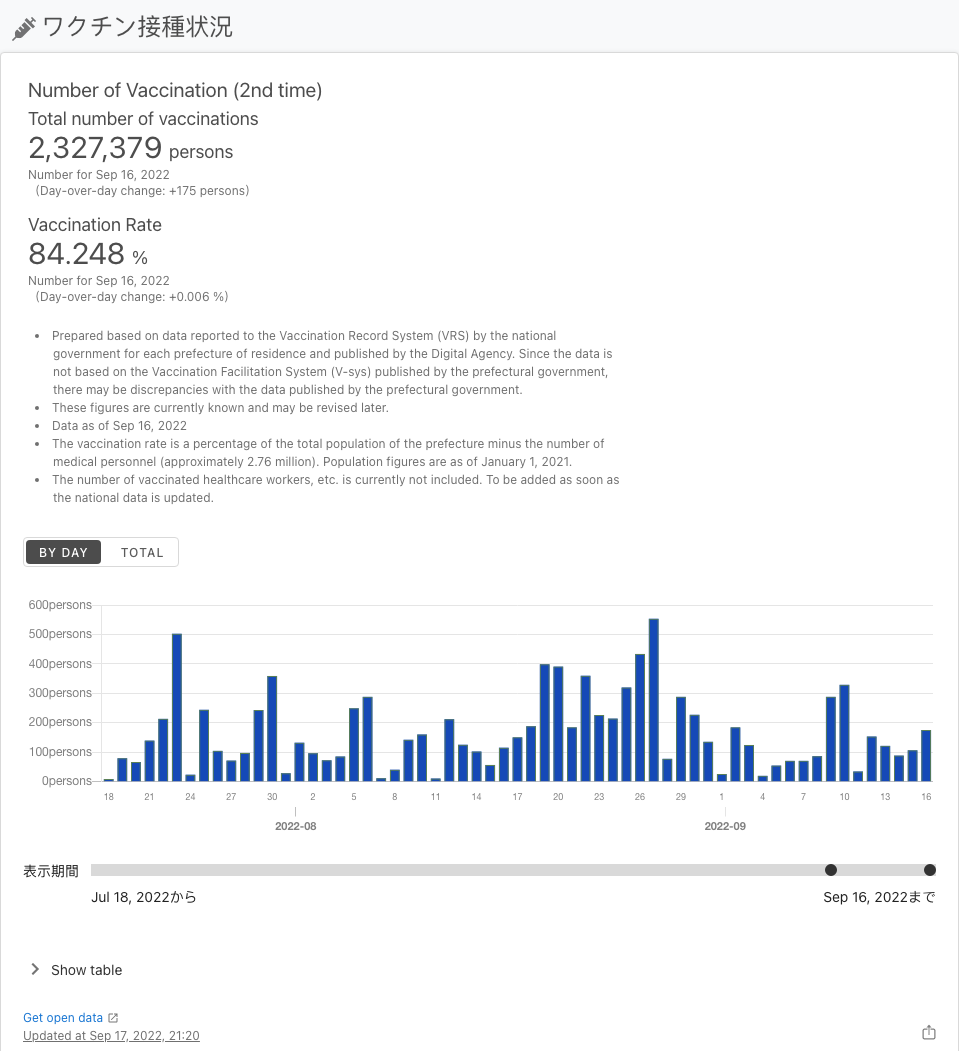 ワクチン接種状況
Number of Vaccination (2nd time)
Total number of vaccinations
2,327,379 persons
Number for Sep 16, 2022
(Day-over-day change: +175 persons)
Vaccination Rate
84.248 %
Number for Sep 16, 2022
(Day-over-day change: +0.006 %)
• Prepared based on data reported to the Vaccination Record System (VRS) by the national
government for each prefecture of residence and published by the Digital Agency. Since the data is
not based on the Vaccination Facilitation System (V-sys) published by the prefectural government,
there may be discrepancies with the data published by the prefectural government.
• These figures are currently known and may be revised later.
• Data as of Sep 16, 2022
• The vaccination rate is a percentage of the total population of the prefecture minus the number of
medical personnel (approximately 2.76 million). Population figures are as of January 1, 2021.
• The number of vaccinated healthcare workers, etc. is currently not included. To be added as soon as
the national data is updated.
BY DAY TOTAL
600persons
500persons
400persons
300persons
200persons
100persons
0persons
18 21 24 27 30 2 5 8 11 14 17 20 23 26 29 1 4 7 10 13 16
2022-08 2022-09
表示期間
Jul 18, 2022から Sep 16, 2022まで
Show table
Get open data
Updated at Sep 17, 2022, 21:20